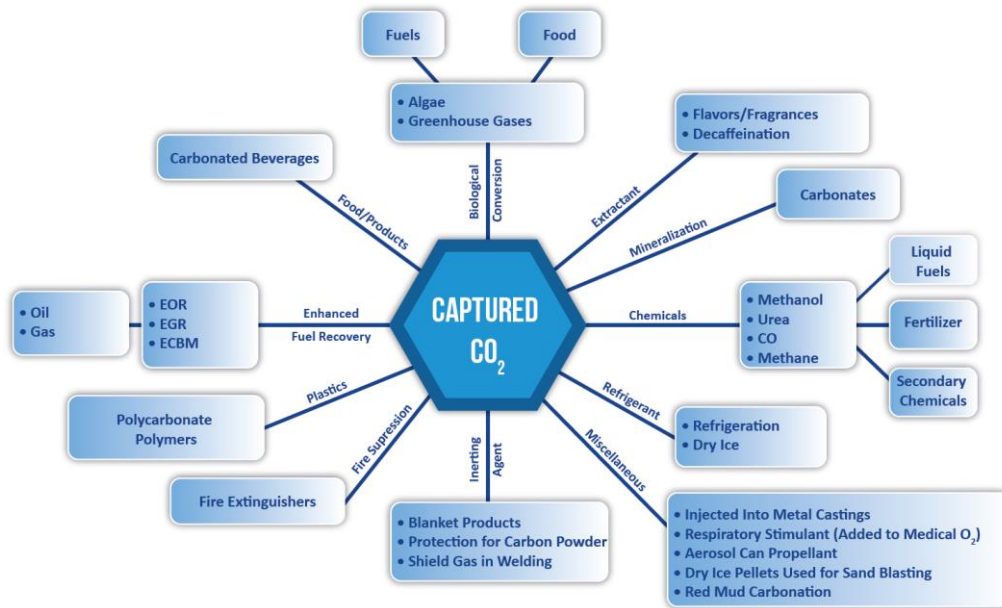 Fuels
Food
• Algae
• Greenhouse Gases
Biological
Conversion
• Flavors/Fragrances
• Decaffeination
Extractant
Carbonated Beverages
Food/Products
Carbonates
Mineralization
CAPTURED
CO₂
• Oil
• Gas
• EOR
• EGR
• ECBM
Enhanced
Fuel Recovery
Chemicals
• Methanol
• Urea
• CO
• Methane
Liquid
Fuels
Fertilizer
Secondary
Chemicals
Plastics
Polycarbonate
Polymers
Fire Supression
Fire Extinguishers
Inerting
Agent
• Blanket Products
• Protection for Carbon Powder
• Shield Gas in Welding
Refrigerant
• Refrigeration
• Dry Ice
Miscellaneous
• Injected Into Metal Castings
• Respiratory Stimulant (Added to Medical O₂)
• Aerosol Can Propellant
• Dry Ice Pellets Used for Sand Blasting
• Red Mud Carbonation